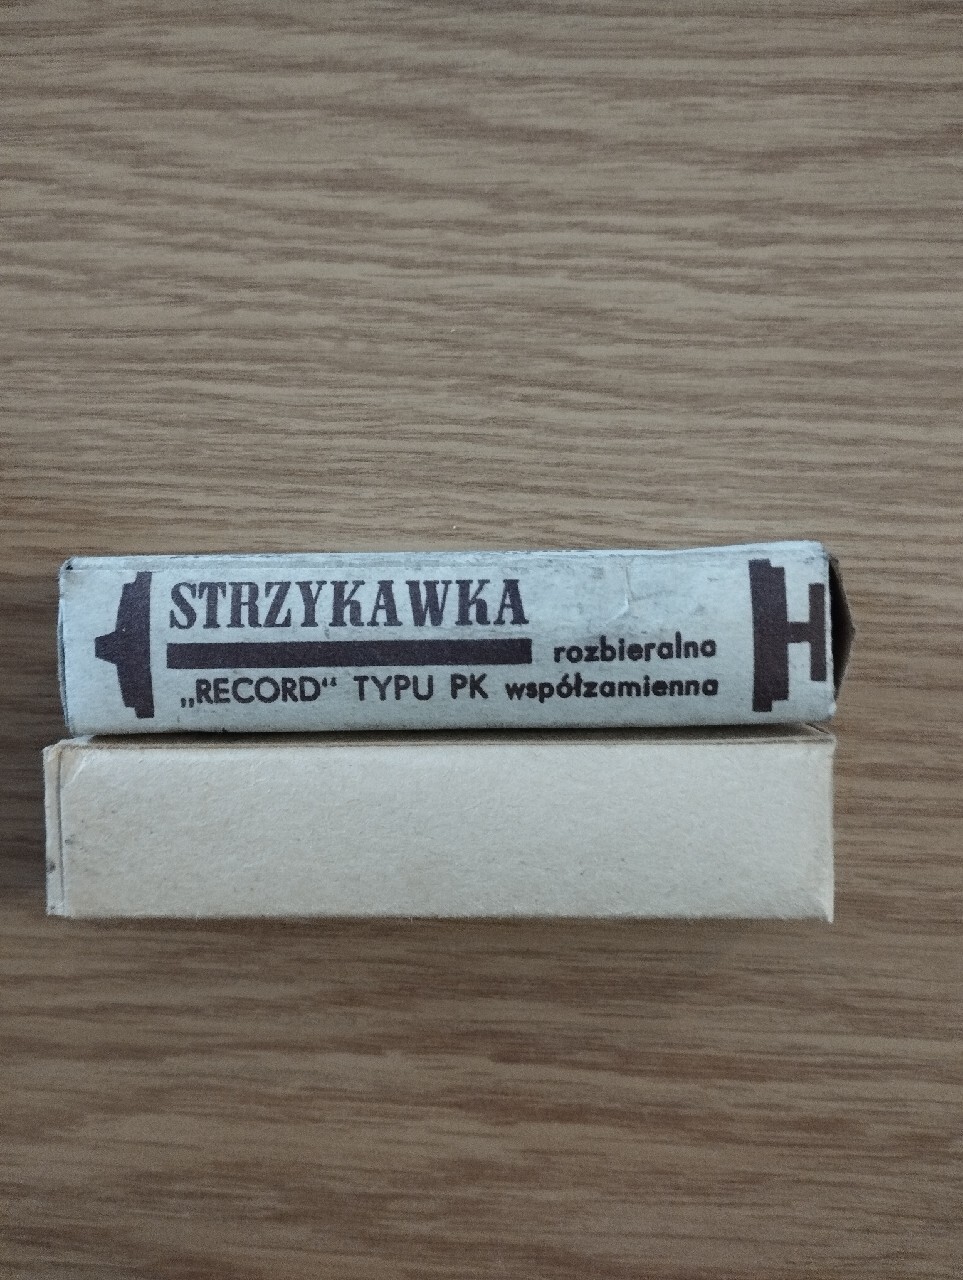 STRZYKAWKA
rozbieralna
„RECORD“ TYPU PK współzamienna